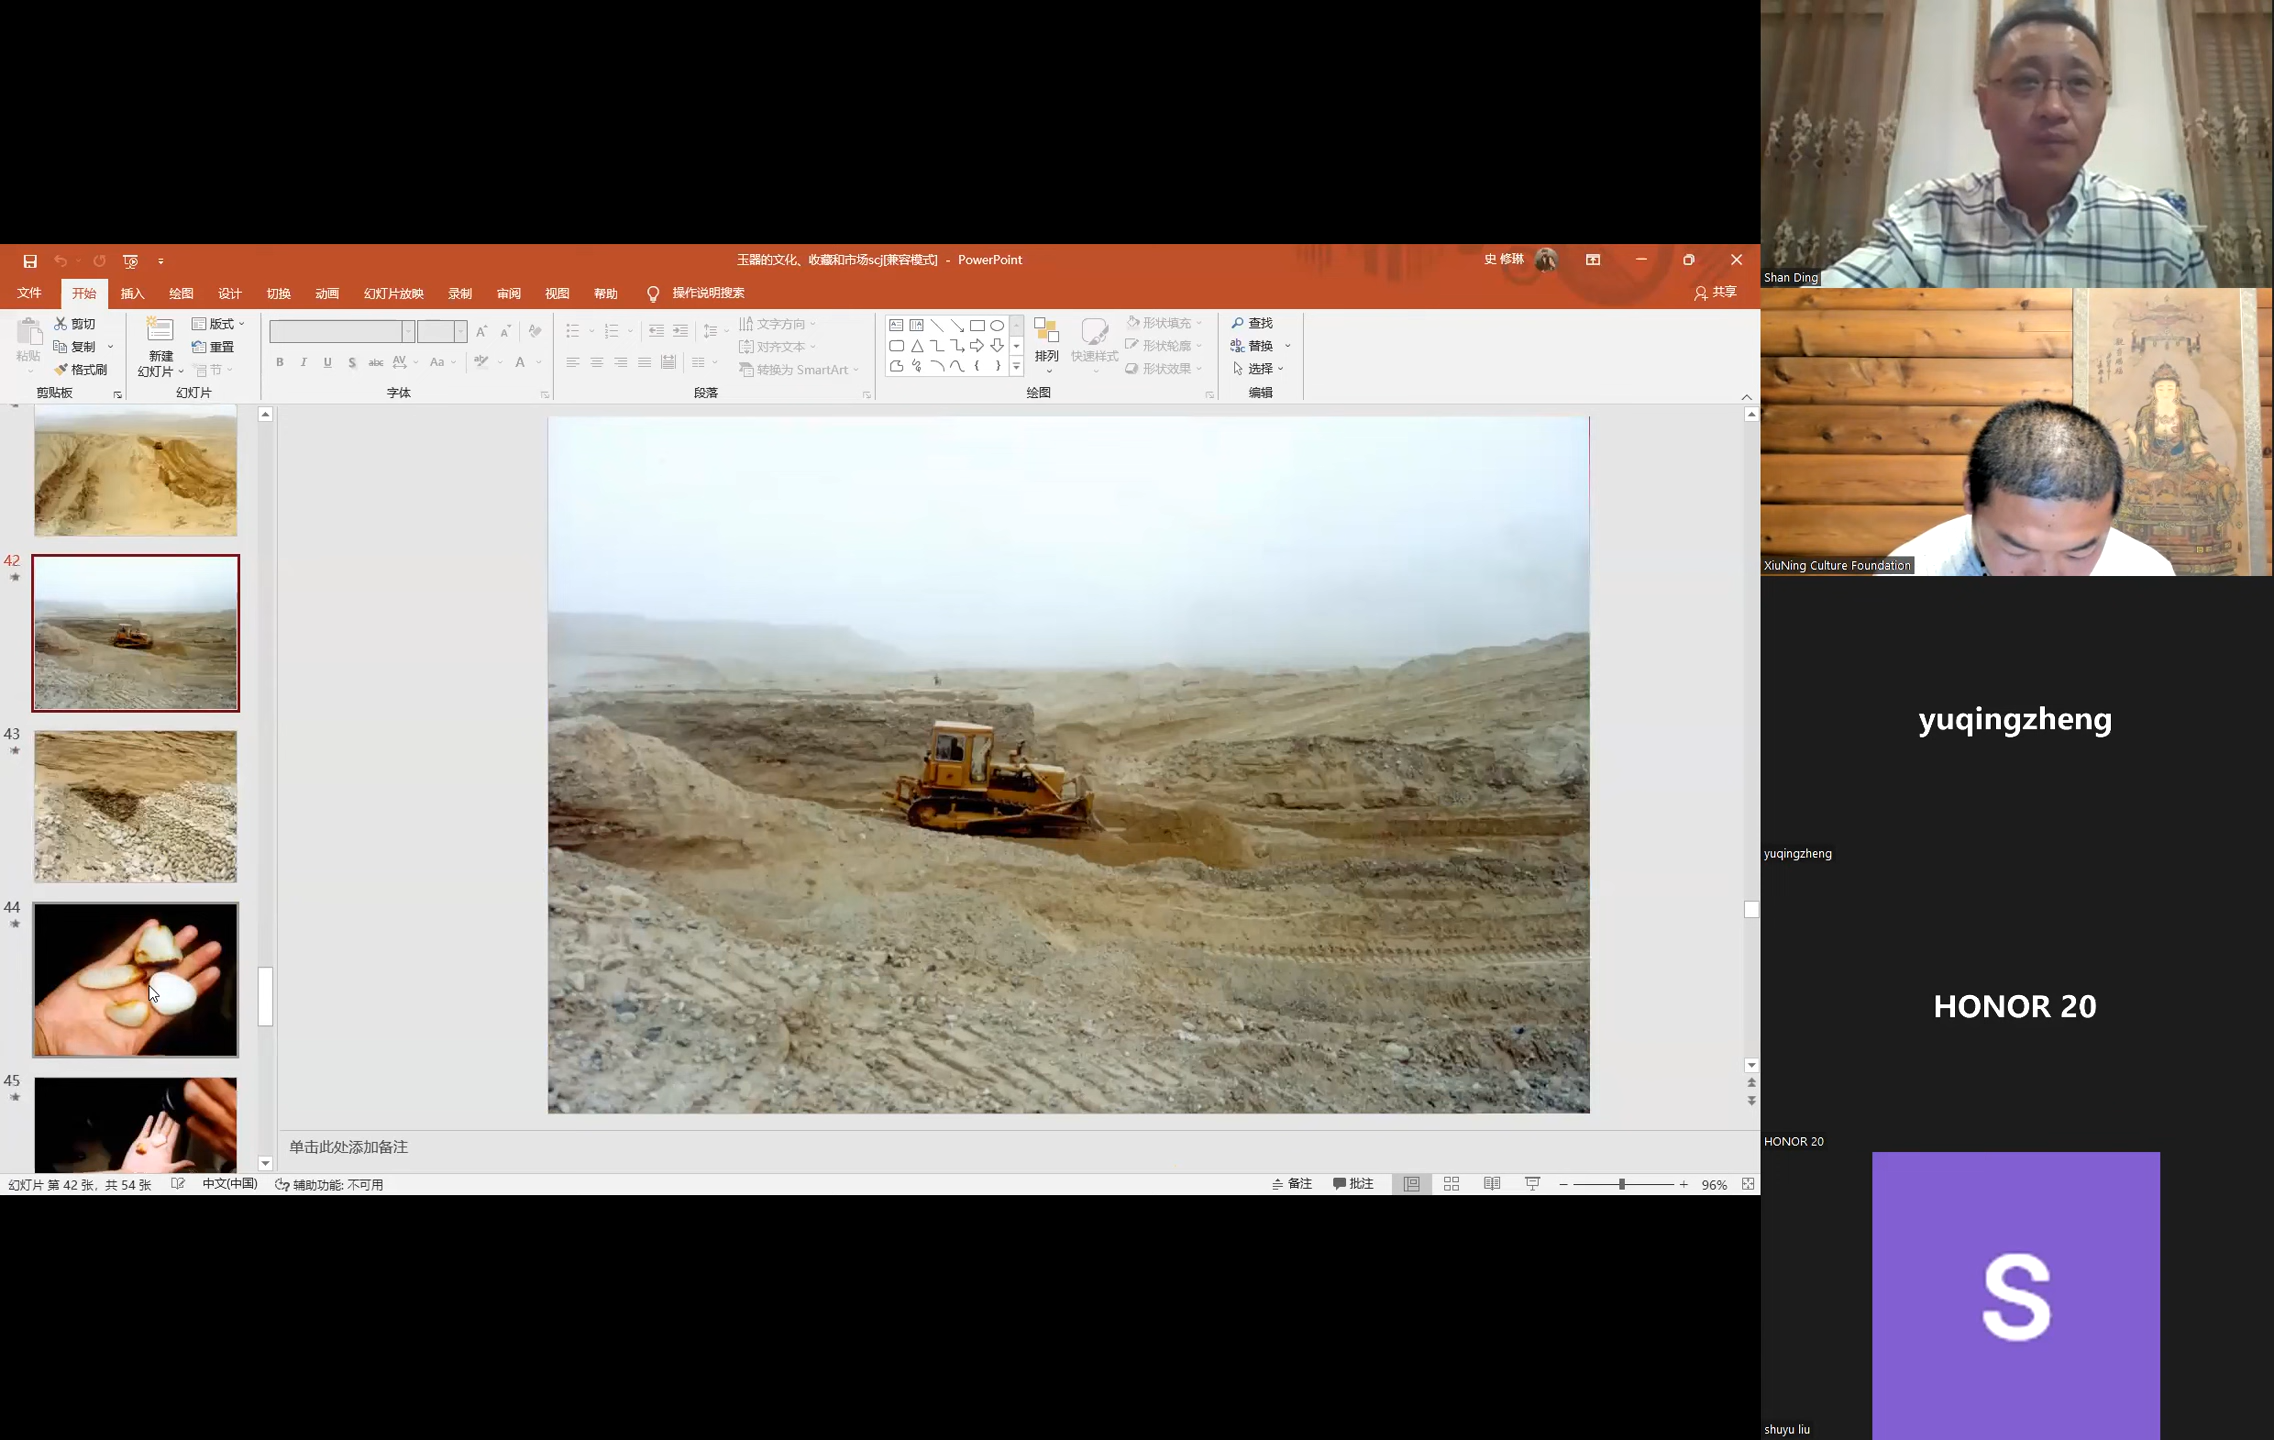 玉器的文化、收藏和市场scj[兼容模式] - PowerPoint
史 修琳
文件 开始 插入 绘图 设计 切换 动画 幻灯片放映 录制 审阅 视图 帮助 操作说明搜索 共享
粘贴 剪切 复制 格式刷
剪贴板
新建 幻灯片 版式 重置 节
幻灯片
B I U S abc AV Aa A
字体
文字方向 对齐文本 转换为 SmartArt
段落
排列 快速样式 形状填充 形状轮廓 形状效果
绘图
查找 替换 选择
编辑
42
43
44
45
单击此处添加备注
幻灯片 第 42 张，共 54 张 中文(中国) 辅助功能: 不可用 备注 批注 96%
Shan Ding
XiuNing Culture Foundation
yuqingzheng
yuqingzheng
HONOR 20
HONOR 20
S
shuyu liu